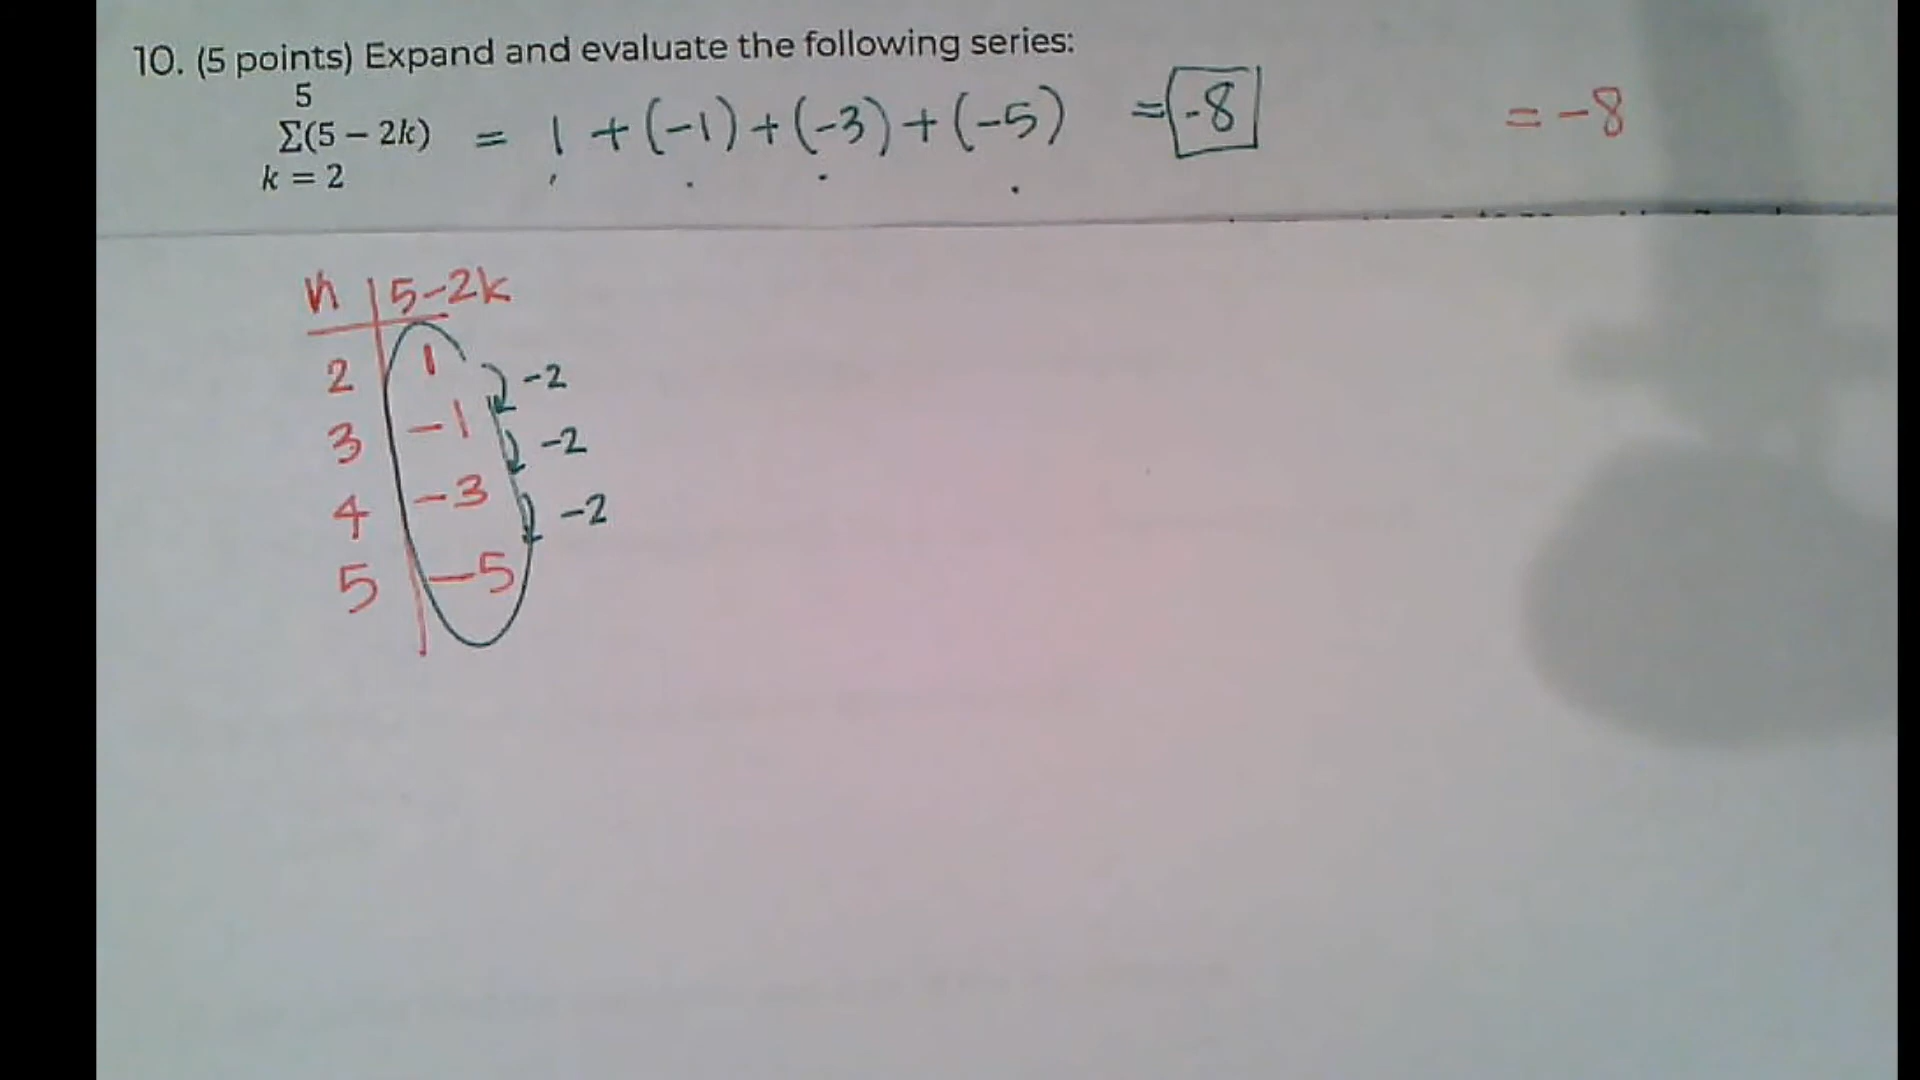 10. (5 points) Expand and evaluate the following series:
5
Σ(5 − 2k) = 1 + (-1) + (-3) + (-5) = -8 = -8
k = 2
n 5-2k
2 1 -2
3 -1 -2
4 -3 -2
5 -5